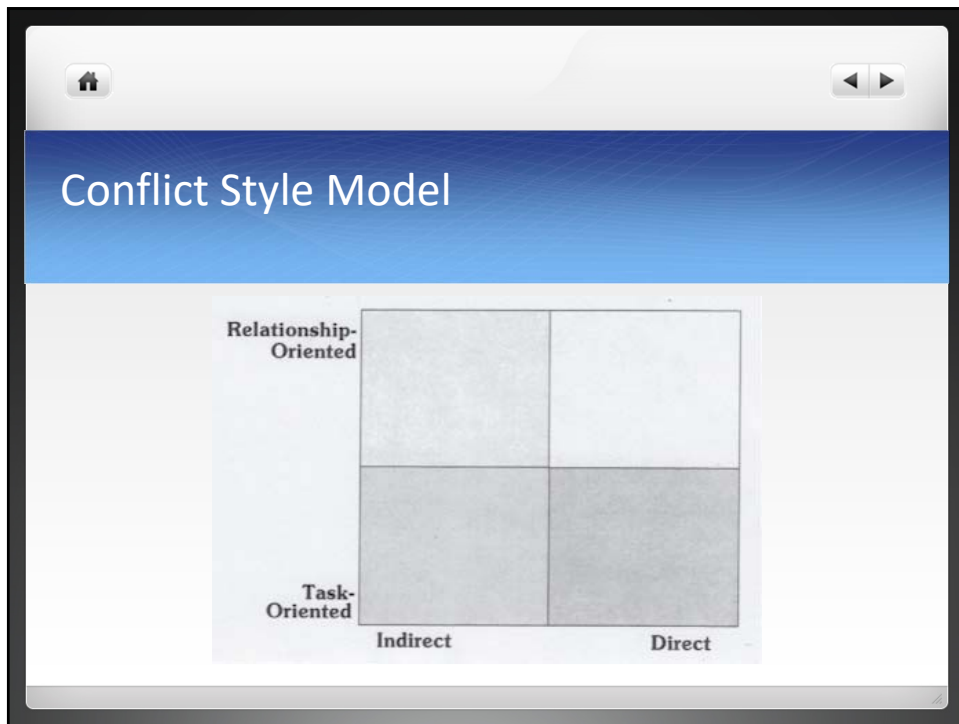 Conflict Style Model
Relationship-
Oriented
Task-
Oriented
Indirect
Direct